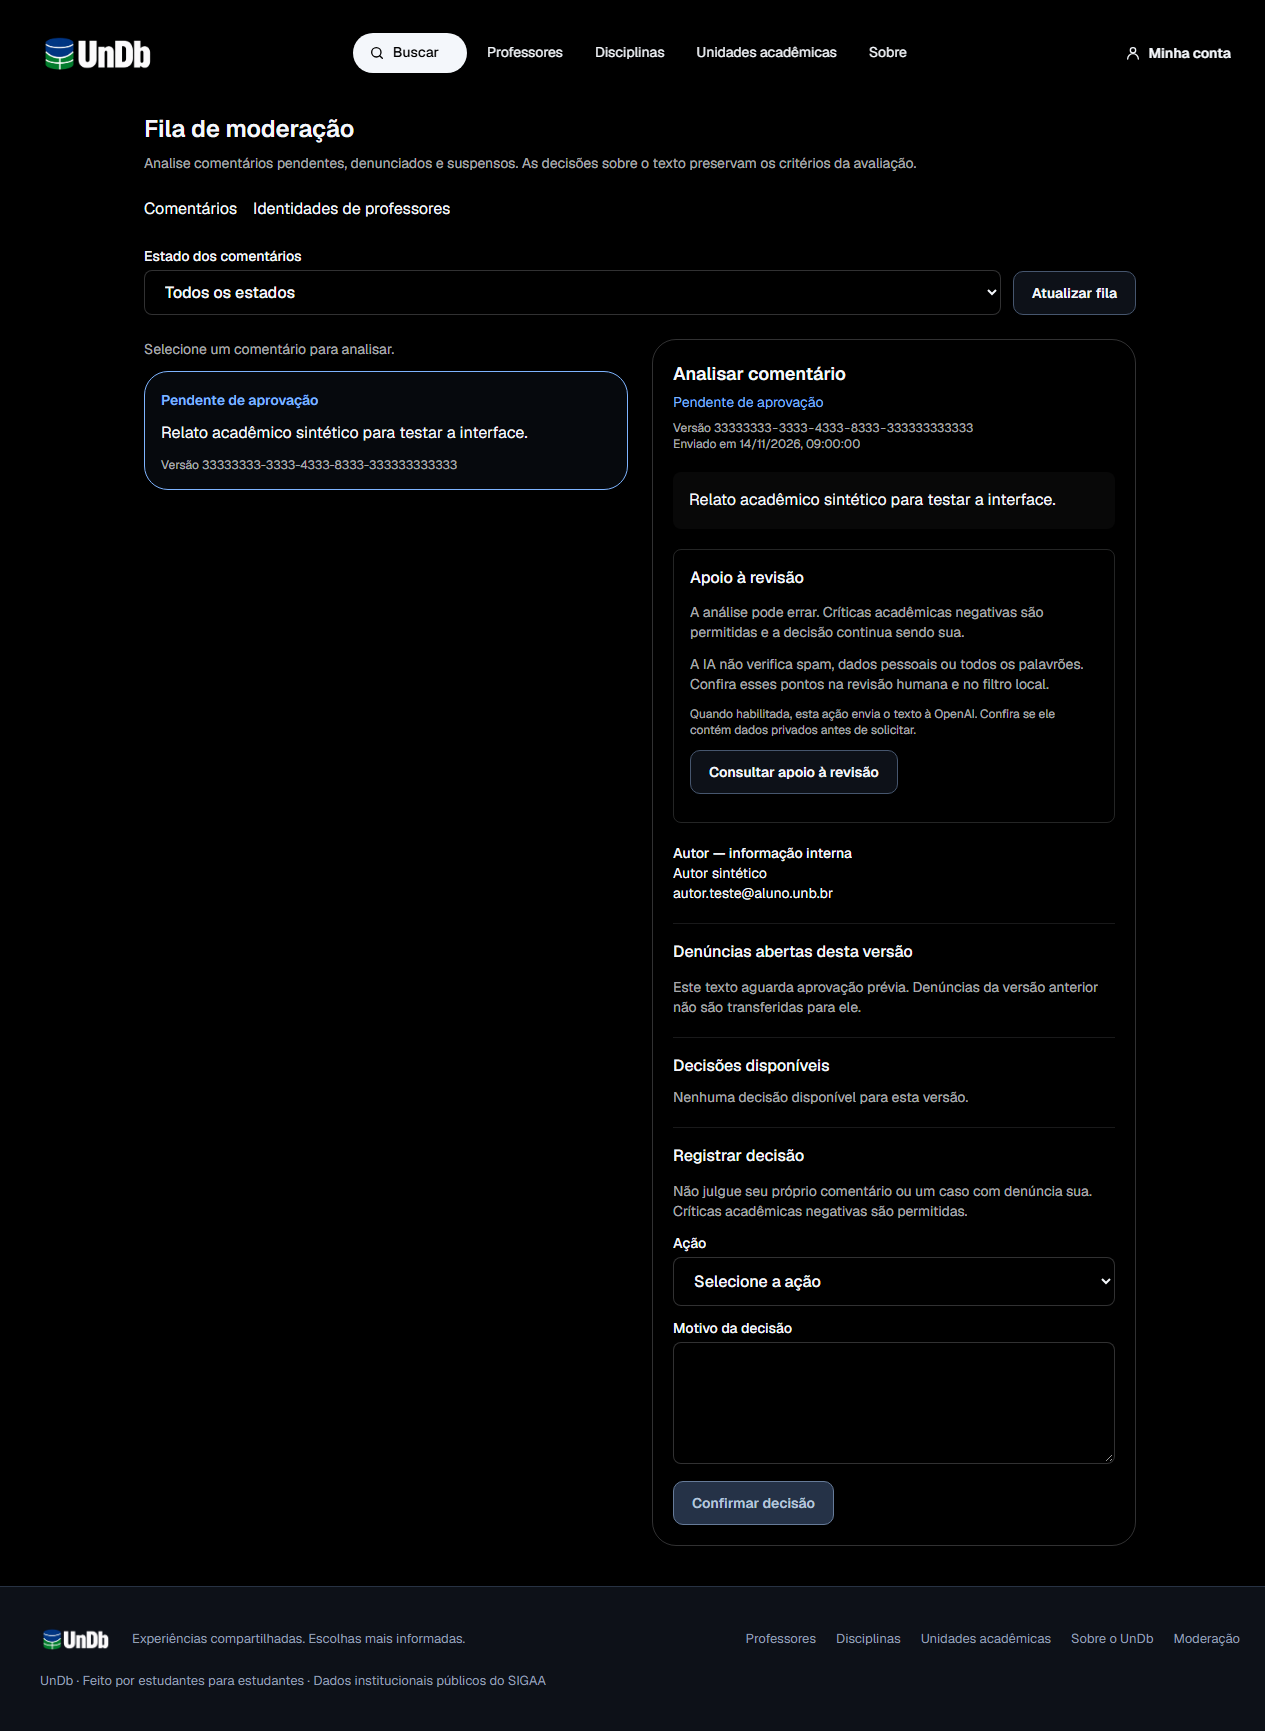 UnDb
Buscar
Professores
Disciplinas
Unidades acadêmicas
Sobre
Minha conta
Fila de moderação
Analise comentários pendentes, denunciados e suspensos. As decisões sobre o texto preservam os critérios da avaliação.
Comentários
Identidades de professores
Estado dos comentários
Todos os estados
Atualizar fila
Selecione um comentário para analisar.
Pendente de aprovação
Relato acadêmico sintético para testar a interface.
Versão 33333333-3333-4333-8333-333333333333
Analisar comentário
Pendente de aprovação
Versão 33333333-3333-4333-8333-333333333333
Enviado em 14/11/2026, 09:00:00
Relato acadêmico sintético para testar a interface.
Apoio à revisão
A análise pode errar. Críticas acadêmicas negativas são
permitidas e a decisão continua sendo sua.
A IA não verifica spam, dados pessoais ou todos os palavrões.
Confira esses pontos na revisão humana e no filtro local.
Quando habilitada, esta ação envia o texto à OpenAI. Confira se ele
contém dados privados antes de solicitar.
Consultar apoio à revisão
Autor — informação interna
Autor sintético
autor.teste@aluno.unb.br
Denúncias abertas desta versão
Este texto aguarda aprovação prévia. Denúncias da versão anterior
não são transferidas para ele.
Decisões disponíveis
Nenhuma decisão disponível para esta versão.
Registrar decisão
Não julgue seu próprio comentário ou um caso com denúncia sua.
Críticas acadêmicas negativas são permitidas.
Ação
Selecione a ação
Motivo da decisão
Confirmar decisão
UnDb
Experiências compartilhadas. Escolhas mais informadas.
Professores
Disciplinas
Unidades acadêmicas
Sobre o UnDb
Moderação
UnDb · Feito por estudantes para estudantes · Dados institucionais públicos do SIGAA